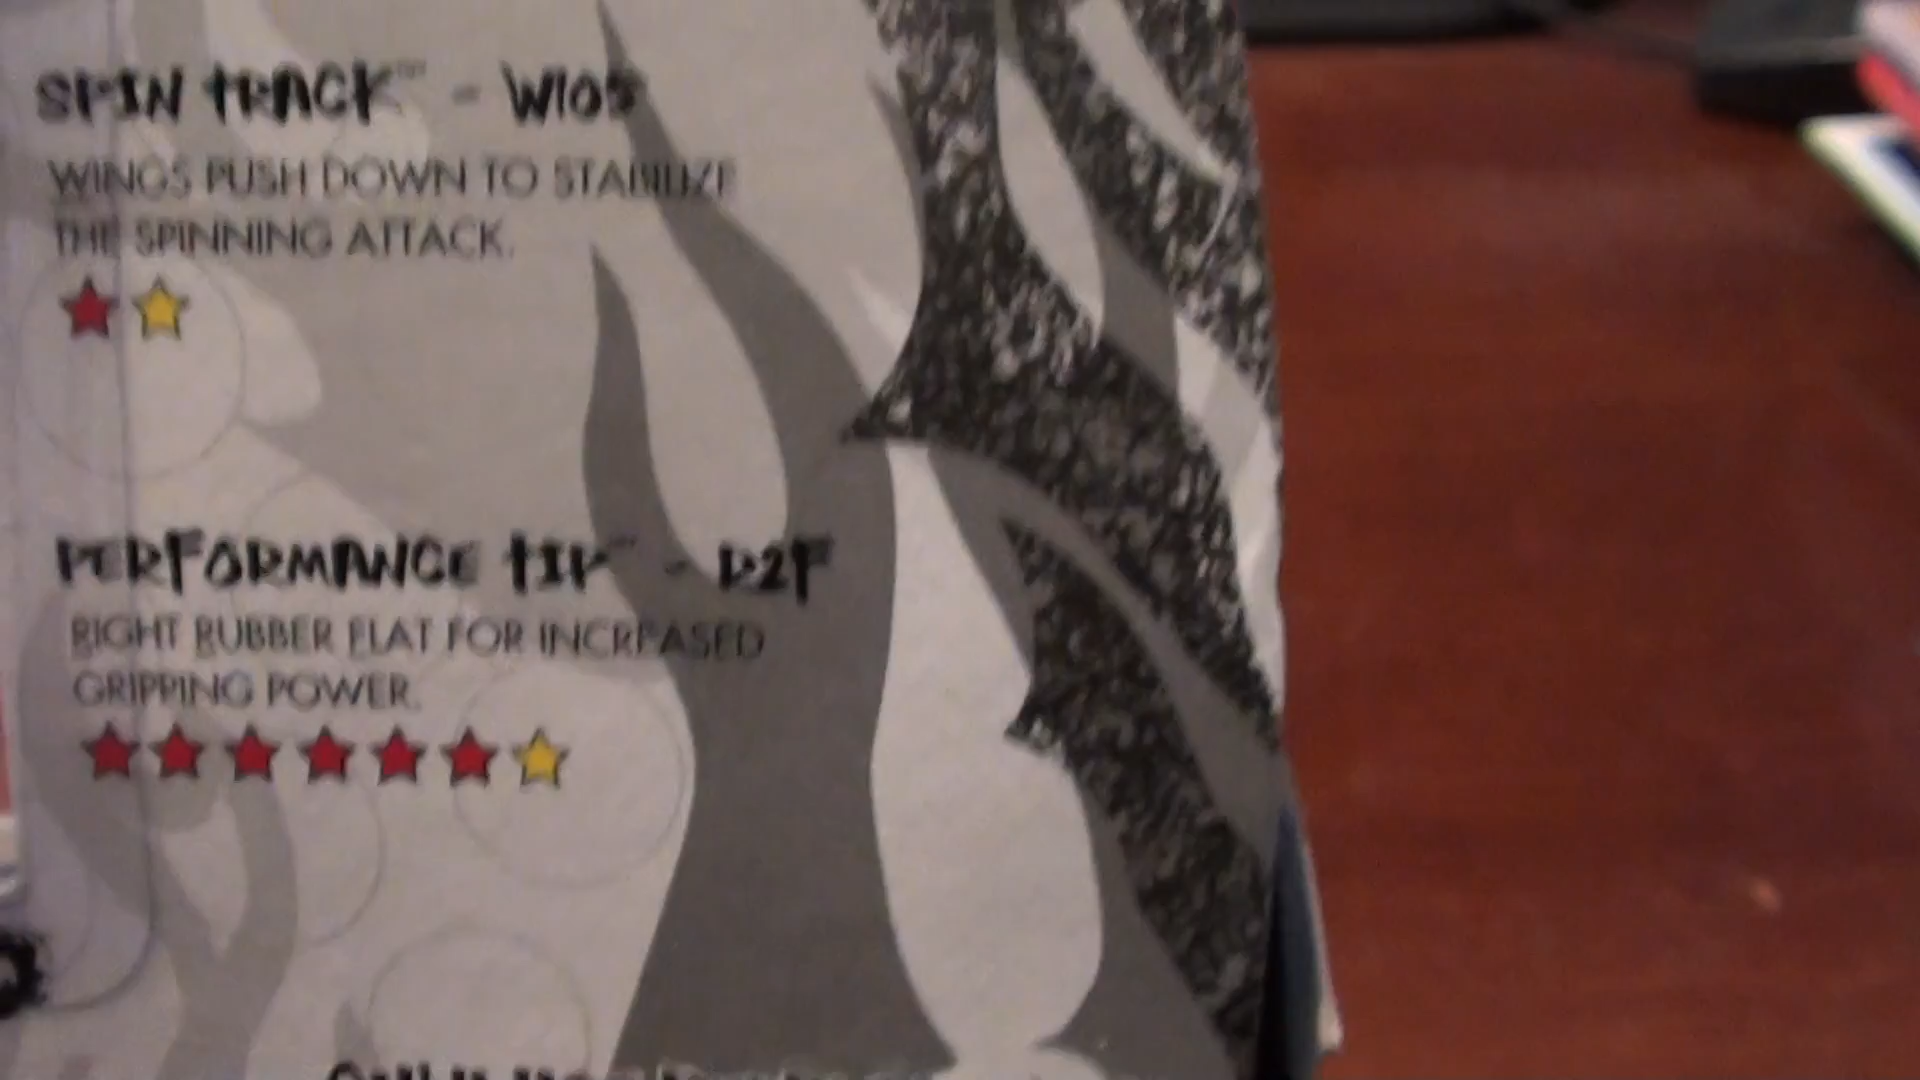 SPIN TRACK™ - W105
WINGS PUSH DOWN TO STABILIZE
THE SPINNING ATTACK.
PERFORMANCE TIP™ - R2F
RIGHT RUBBER FLAT FOR INCREASED
GRIPPING POWER.